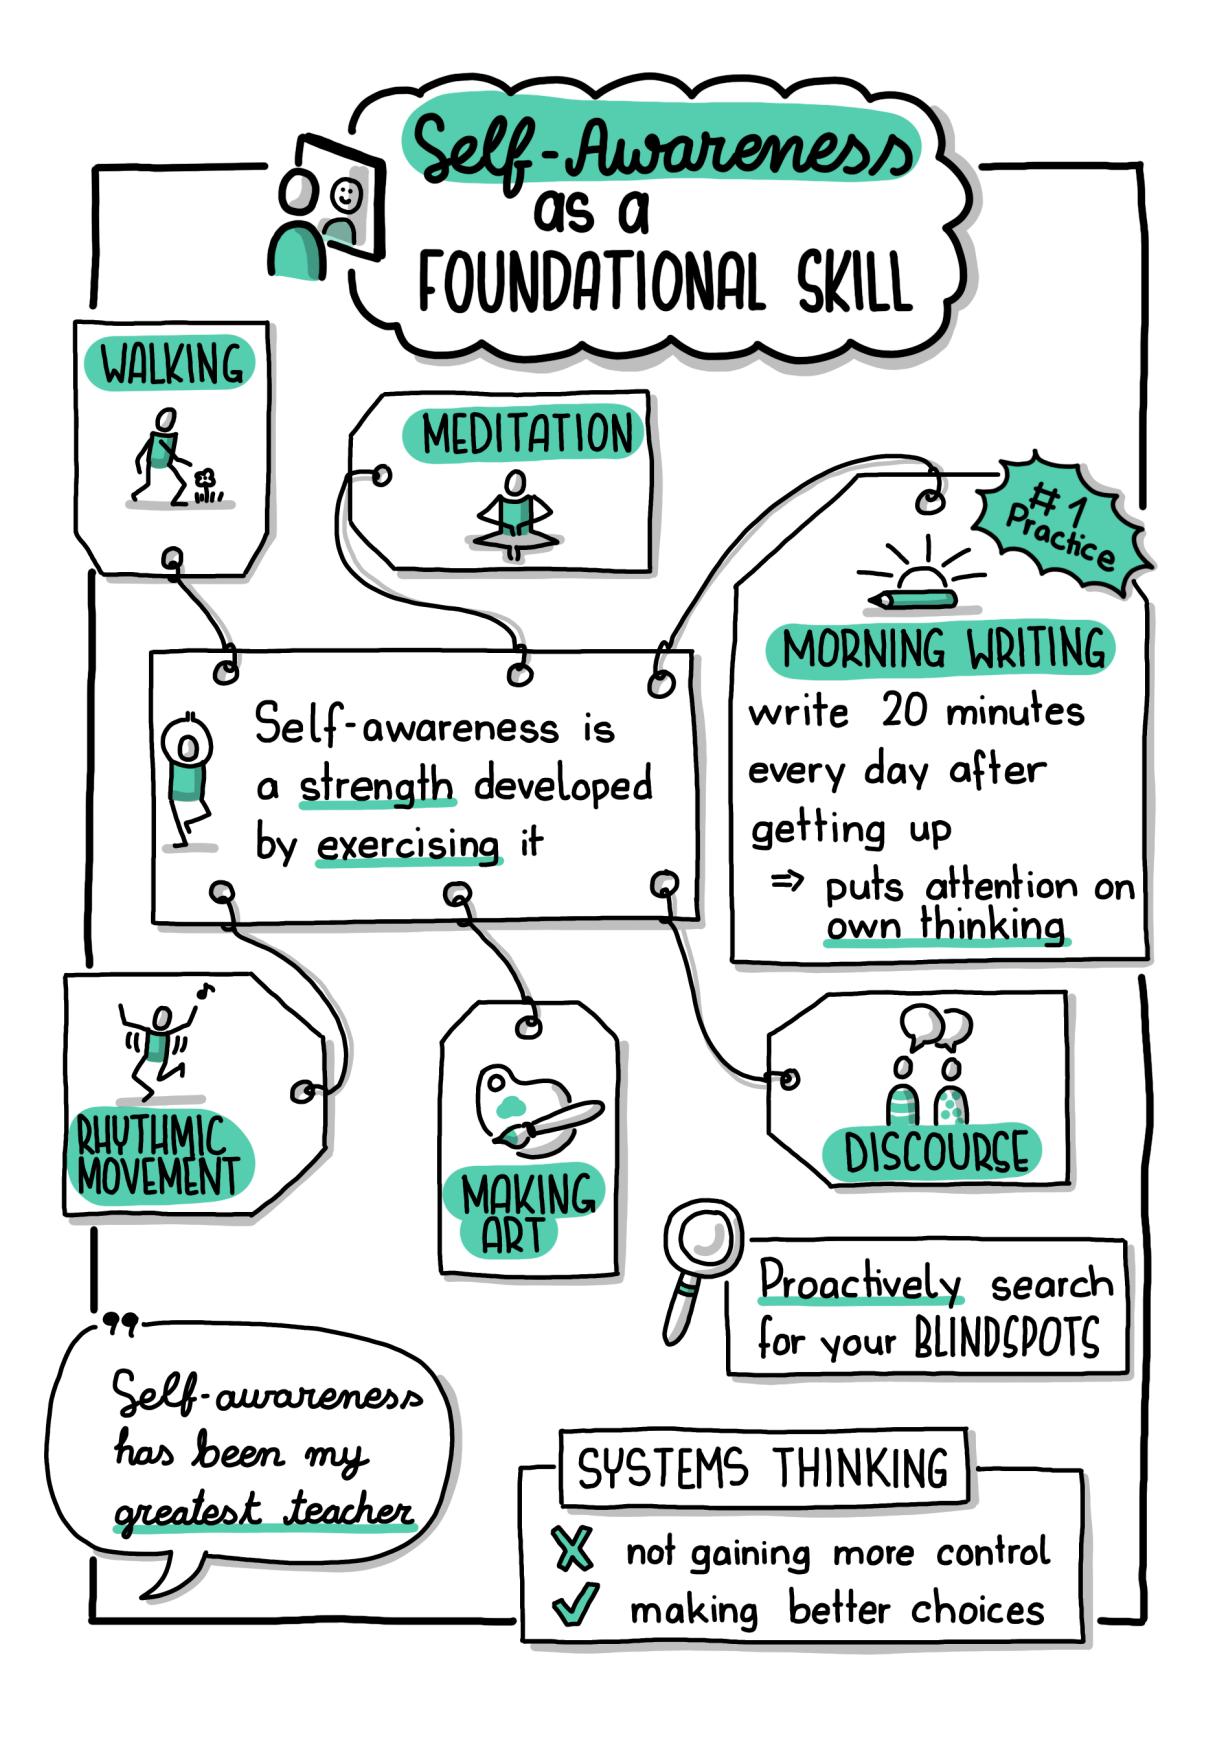 Self-Awareness
as a
FOUNDATIONAL SKILL
WALKING
MEDITATION
#1
Practice
MORNING WRITING
write 20 minutes
every day after
getting up
⇒ puts attention on
own thinking
Self-awareness is
a strength developed
by exercising it
RHYTHMIC
MOVEMENT
MAKING
ART
DISCOURSE
Proactively search
for your BLINDSPOTS
"
Self-awareness
has been my
greatest teacher
SYSTEMS THINKING
✗ not gaining more control
✓ making better choices